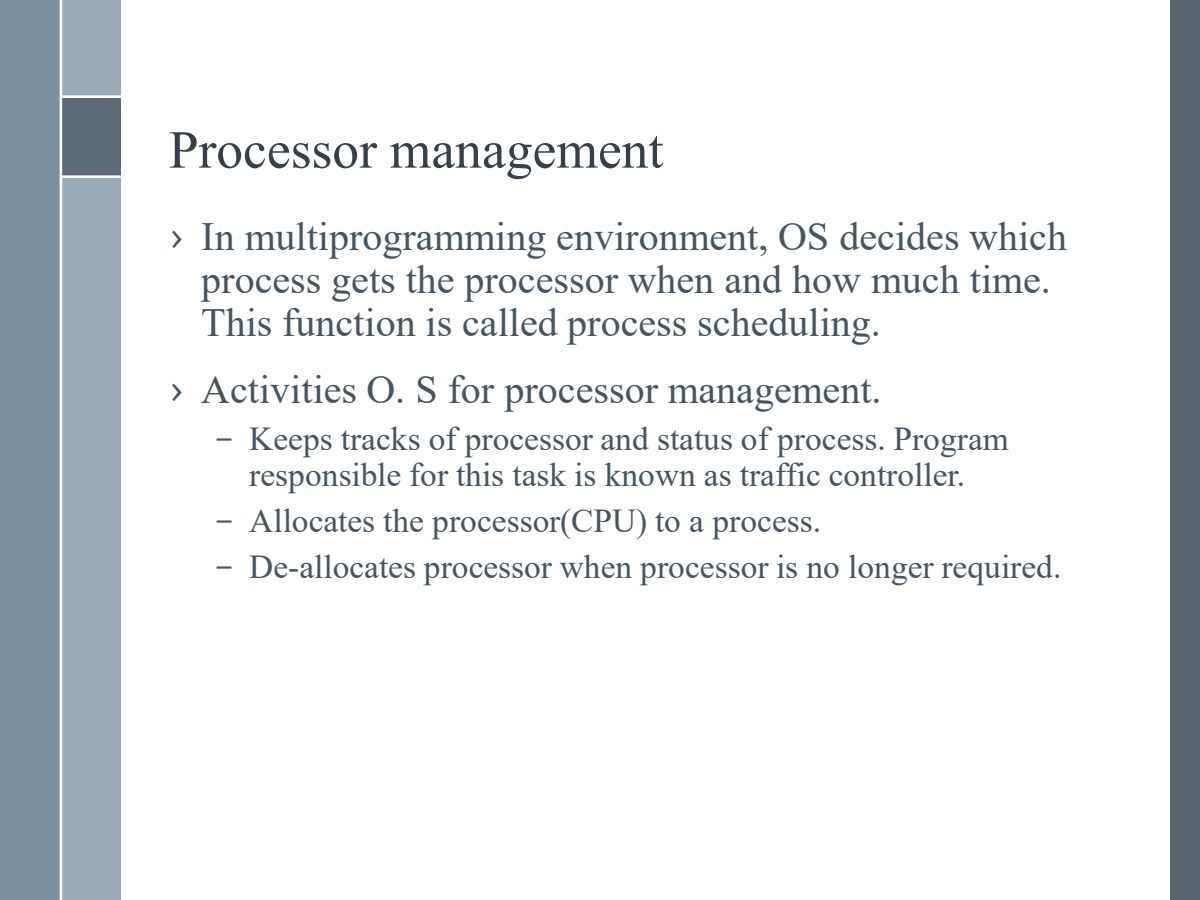 Processor management
› In multiprogramming environment, OS decides which
process gets the processor when and how much time.
This function is called process scheduling.
› Activities O. S for processor management.
– Keeps tracks of processor and status of process. Program
responsible for this task is known as traffic controller.
– Allocates the processor(CPU) to a process.
– De-allocates processor when processor is no longer required.